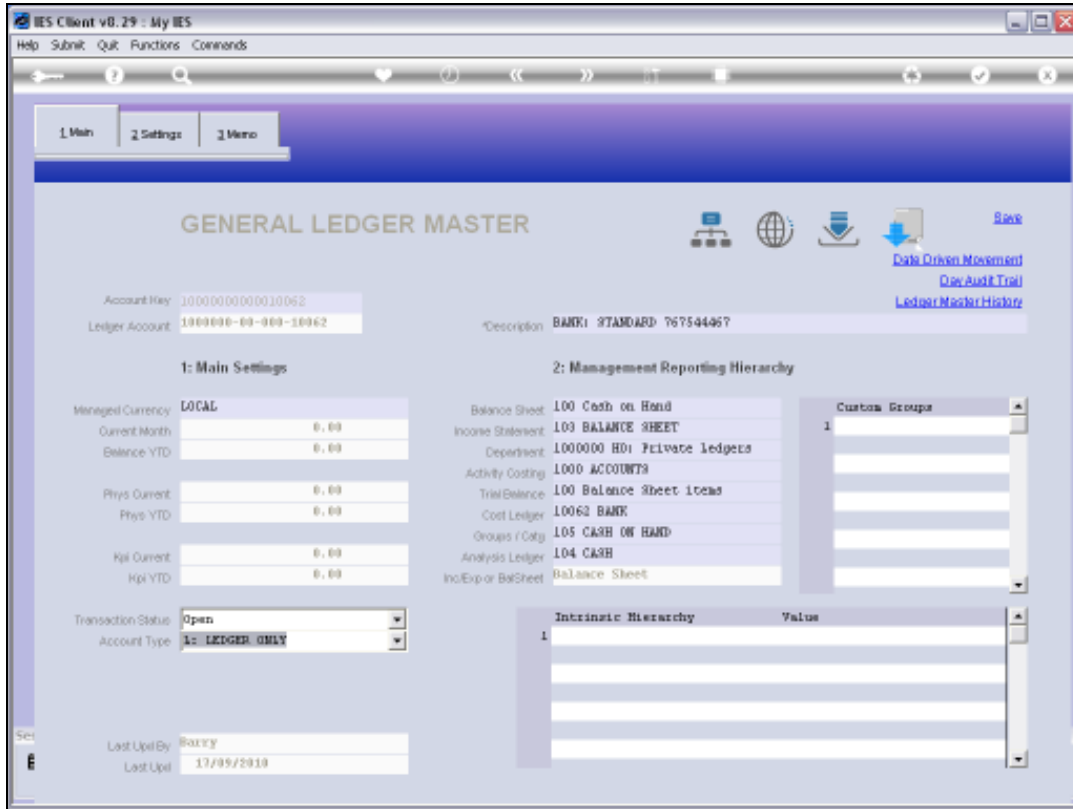 IES Client v8.29 : My IES
Help Submit Quit Functions Commands
1 Main
2 Settings
3 Memo
GENERAL LEDGER MASTER
Save
Date Driven Movement
Day Audit Trail
Ledger Master History
Account Key 10000000000010062
Ledger Account 1000000-00-000-10062
*Description BANK: STANDARD 767544467
1: Main Settings
2: Management Reporting Hierarchy
Managed Currency LOCAL
Current Month 0.00
Balance YTD 0.00
Phys Current 0.00
Phys YTD 0.00
Kpi Current 0.00
Kpi YTD 0.00
Balance Sheet 100 Cash on Hand
Income Statement 103 BALANCE SHEET
Department 1000000 HO: Private ledgers
Activity Costing 1000 ACCOUNTS
Trial Balance 100 Balance Sheet items
Cost Ledger 10062 BANK
Groups / Catg 105 CASH ON HAND
Analysis Ledger 104 CASH
Inc/Exp or BalSheet Balance Sheet
Custom Groups
1
Transaction Status Open
Account Type 1: LEDGER ONLY
Intrinsic Hierarchy Value
1
Last Upd By Barry
Last Upd 17/09/2010